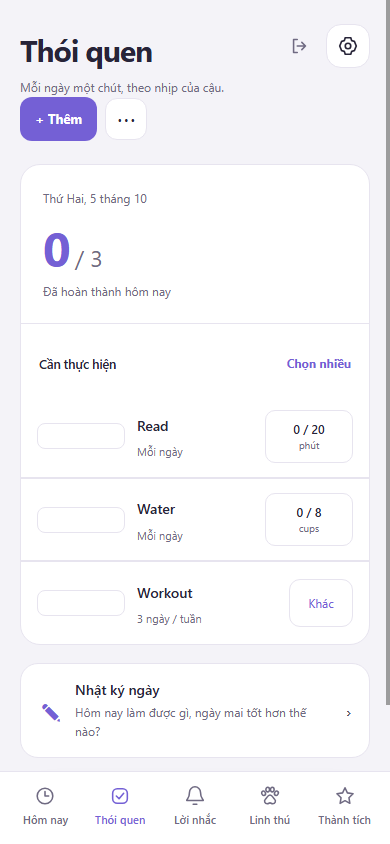 Thói quen
Mỗi ngày một chút, theo nhịp của cậu.
+ Thêm
...
Thứ Hai, 5 tháng 10
0 / 3
Đã hoàn thành hôm nay
Cần thực hiện
Chọn nhiều
Read
Mỗi ngày
0 / 20
phút
Water
Mỗi ngày
0 / 8
cups
Workout
3 ngày / tuần
Khác
Nhật ký ngày
Hôm nay làm được gì, ngày mai tốt hơn thế
nào?
Hôm nay
Thói quen
Lời nhắc
Linh thú
Thành tích